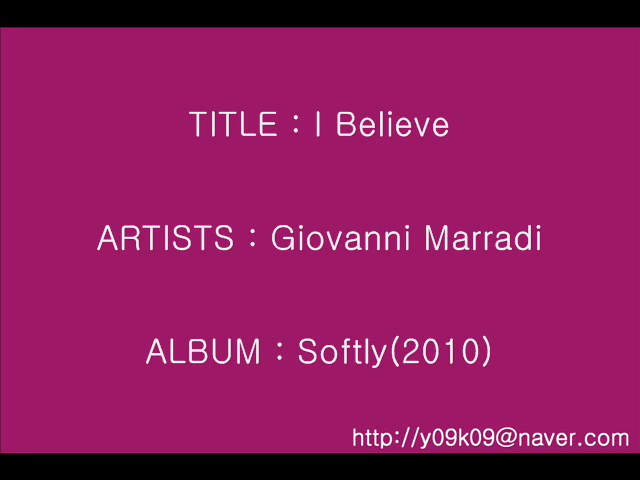 TITLE : I Believe
ARTISTS : Giovanni Marradi
ALBUM : Softly(2010)
http://y09k09@naver.com